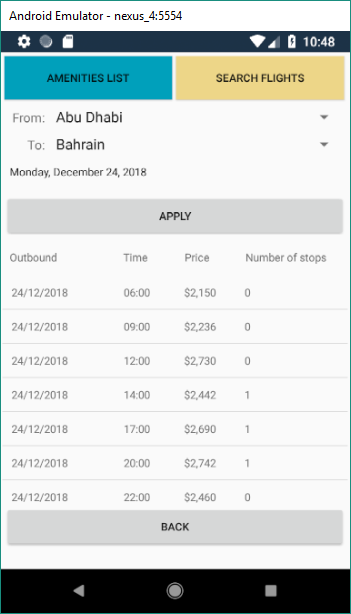 Android Emulator - nexus_4:5554
10:48
AMENITIES LIST SEARCH FLIGHTS
From: Abu Dhabi
To: Bahrain
Monday, December 24, 2018
APPLY
Outbound Time Price Number of stops
24/12/2018 06:00 $2,150 0
24/12/2018 09:00 $2,236 0
24/12/2018 12:00 $2,730 0
24/12/2018 14:00 $2,442 1
24/12/2018 17:00 $2,690 1
24/12/2018 20:00 $2,742 1
24/12/2018 22:00 $2,460 0
BACK